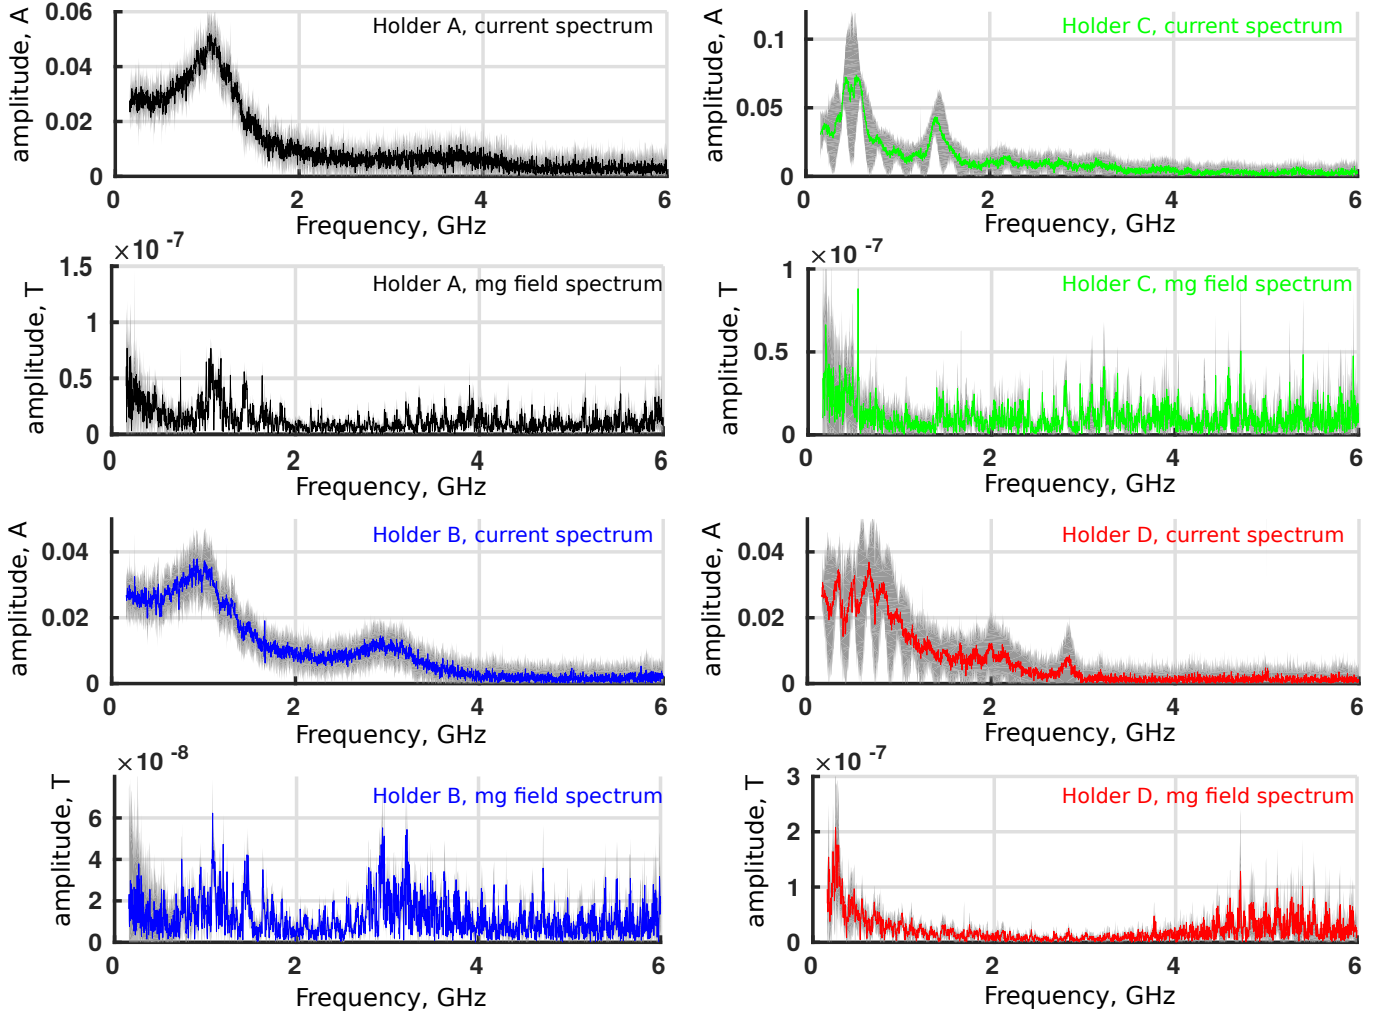 amplitude, A
0.06
0.04
0.02
0
Holder A, current spectrum
0 2 4 6
Frequency, GHz
amplitude, A
0.1
0.05
0
Holder C, current spectrum
0 2 4 6
Frequency, GHz
×10 -7
amplitude, T
1.5
1
0.5
0
Holder A, mg field spectrum
0 2 4 6
Frequency, GHz
×10 -7
amplitude, T
1
0.5
0
Holder C, mg field spectrum
0 2 4 6
Frequency, GHz
amplitude, A
0.04
0.02
0
Holder B, current spectrum
0 2 4 6
Frequency, GHz
amplitude, A
0.04
0.02
0
Holder D, current spectrum
0 2 4 6
Frequency, GHz
×10 -8
amplitude, T
6
4
2
0
Holder B, mg field spectrum
0 2 4 6
Frequency, GHz
×10 -7
amplitude, T
3
2
1
0
Holder D, mg field spectrum
0 2 4 6
Frequency, GHz